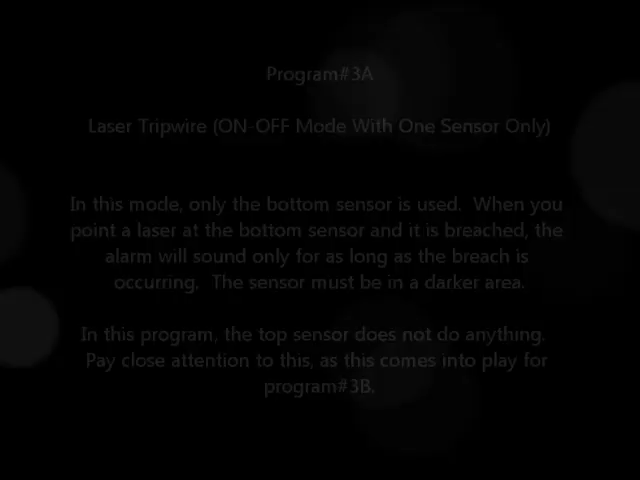 Program#3A
Laser Tripwire (ON-OFF Mode With One Sensor Only)
In this mode, only the bottom sensor is used.  When you
point a laser at the bottom sensor and it is breached, the
alarm will sound only for as long as the breach is
occurring.  The sensor must be in a darker area.
In this program, the top sensor does not do anything.
Pay close attention to this, as this comes into play for
program#3B.